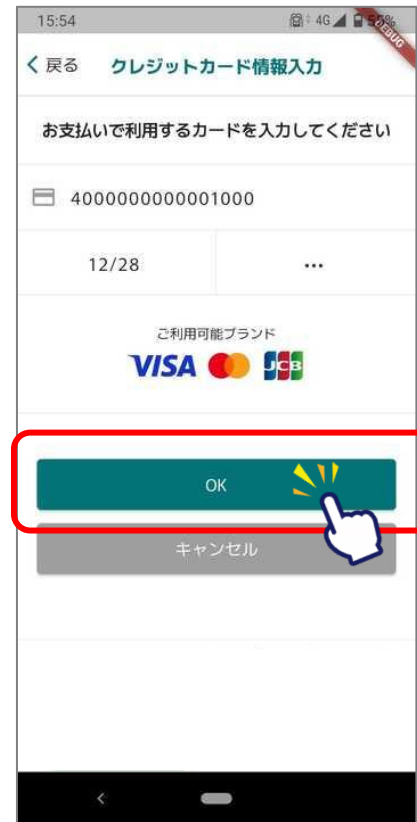 15:54 4G 55%
DEBUG
戻る クレジットカード情報入力
お支払いで利用するカードを入力してください
4000000000001000
12/28 •••
ご利用可能ブランド
VISA JCB
OK
キャンセル